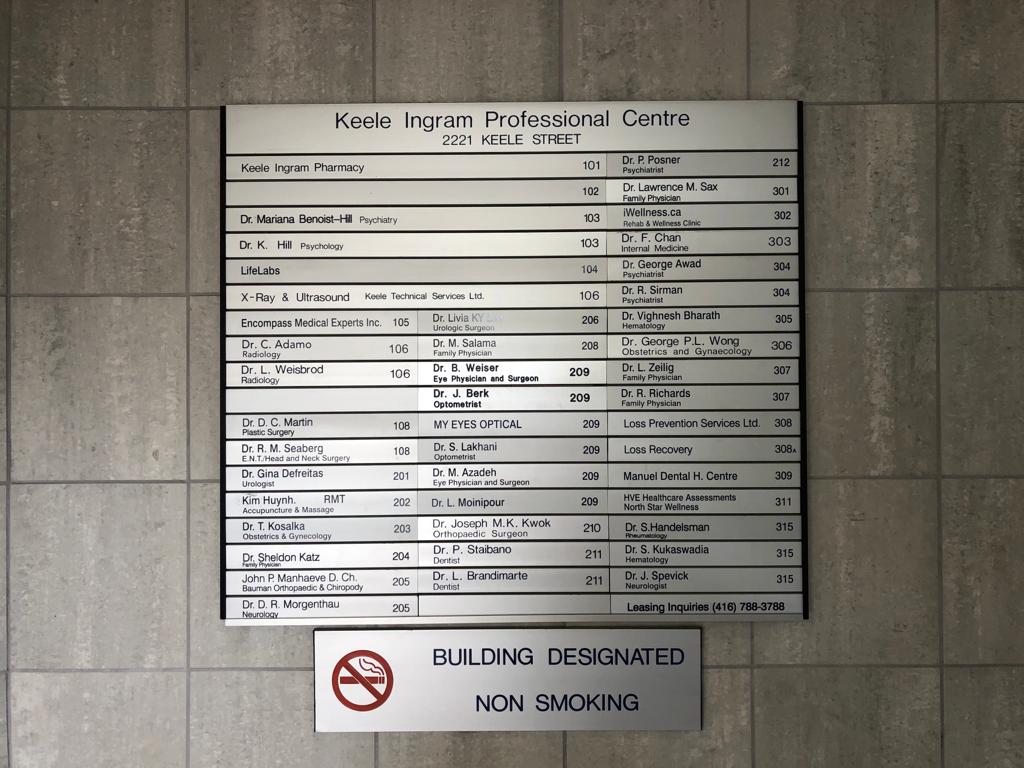 Keele Ingram Professional Centre
2221 KEELE STREET
Keele Ingram Pharmacy 101
102
Dr. Mariana Benoist-Hill Psychiatry 103
Dr. K. Hill Psychology 103
LifeLabs 104
X-Ray & Ultrasound Keele Technical Services Ltd. 106
Encompass Medical Experts Inc. 105
Dr. C. Adamo 106
Radiology
Dr. L. Weisbrod 106
Radiology
Dr. D. C. Martin 108
Plastic Surgery
Dr. R. M. Seaberg 108
E.N.T./Head and Neck Surgery
Dr. Gina Defreitas 201
Urologist
Kim Huynh. RMT 202
Accupuncture & Massage
Dr. T. Kosalka 203
Obstetrics & Gynecology
Dr. Sheldon Katz 204
Family Physician
John P. Manhaeve D. Ch. 205
Bauman Orthopaedic & Chiropody
Dr. D. R. Morgenthau 205
Neurology
Dr. Livia KY 206
Urologic Surgeon
Dr. M. Salama 208
Family Physician
Dr. B. Weiser 209
Eye Physician and Surgeon
Dr. J. Berk 209
Optometrist
MY EYES OPTICAL 209
Dr. S. Lakhani 209
Optometrist
Dr. M. Azadeh 209
Eye Physician and Surgeon
Dr. L. Moinipour 209
Dr. Joseph M.K. Kwok 210
Orthopaedic Surgeon
Dr. P. Staibano 211
Dentist
Dr. L. Brandimarte 211
Dentist
Dr. P. Posner 212
Psychiatrist
Dr. Lawrence M. Sax 301
Family Physician
iWellness.ca 302
Rehab & Wellness Clinic
Dr. F. Chan 303
Internal Medicine
Dr. George Awad 304
Psychiatrist
Dr. R. Sirman 304
Psychiatrist
Dr. Vighnesh Bharath 305
Hematology
Dr. George P.L. Wong 306
Obstetrics and Gynaecology
Dr. L. Zeilig 307
Family Physician
Dr. R. Richards 307
Family Physician
Loss Prevention Services Ltd. 308
Loss Recovery 308A
Manuel Dental H. Centre 309
HVE Healthcare Assessments 311
North Star Wellness
Dr. S.Handelsman 315
Rheumatology
Dr. S. Kukaswadia 315
Hematology
Dr. J. Spevick 315
Neurologist
Leasing Inquiries (416) 788-3788
BUILDING DESIGNATED
NON SMOKING